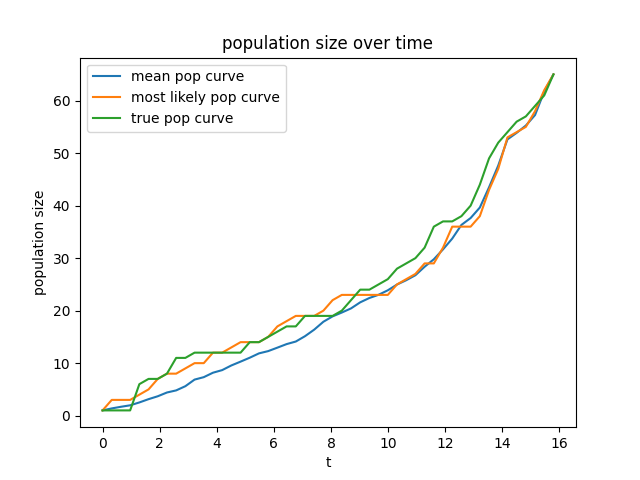 population size over time
mean pop curve
most likely pop curve
true pop curve
population size
60
50
40
30
20
10
0
0 2 4 6 8 10 12 14 16
t